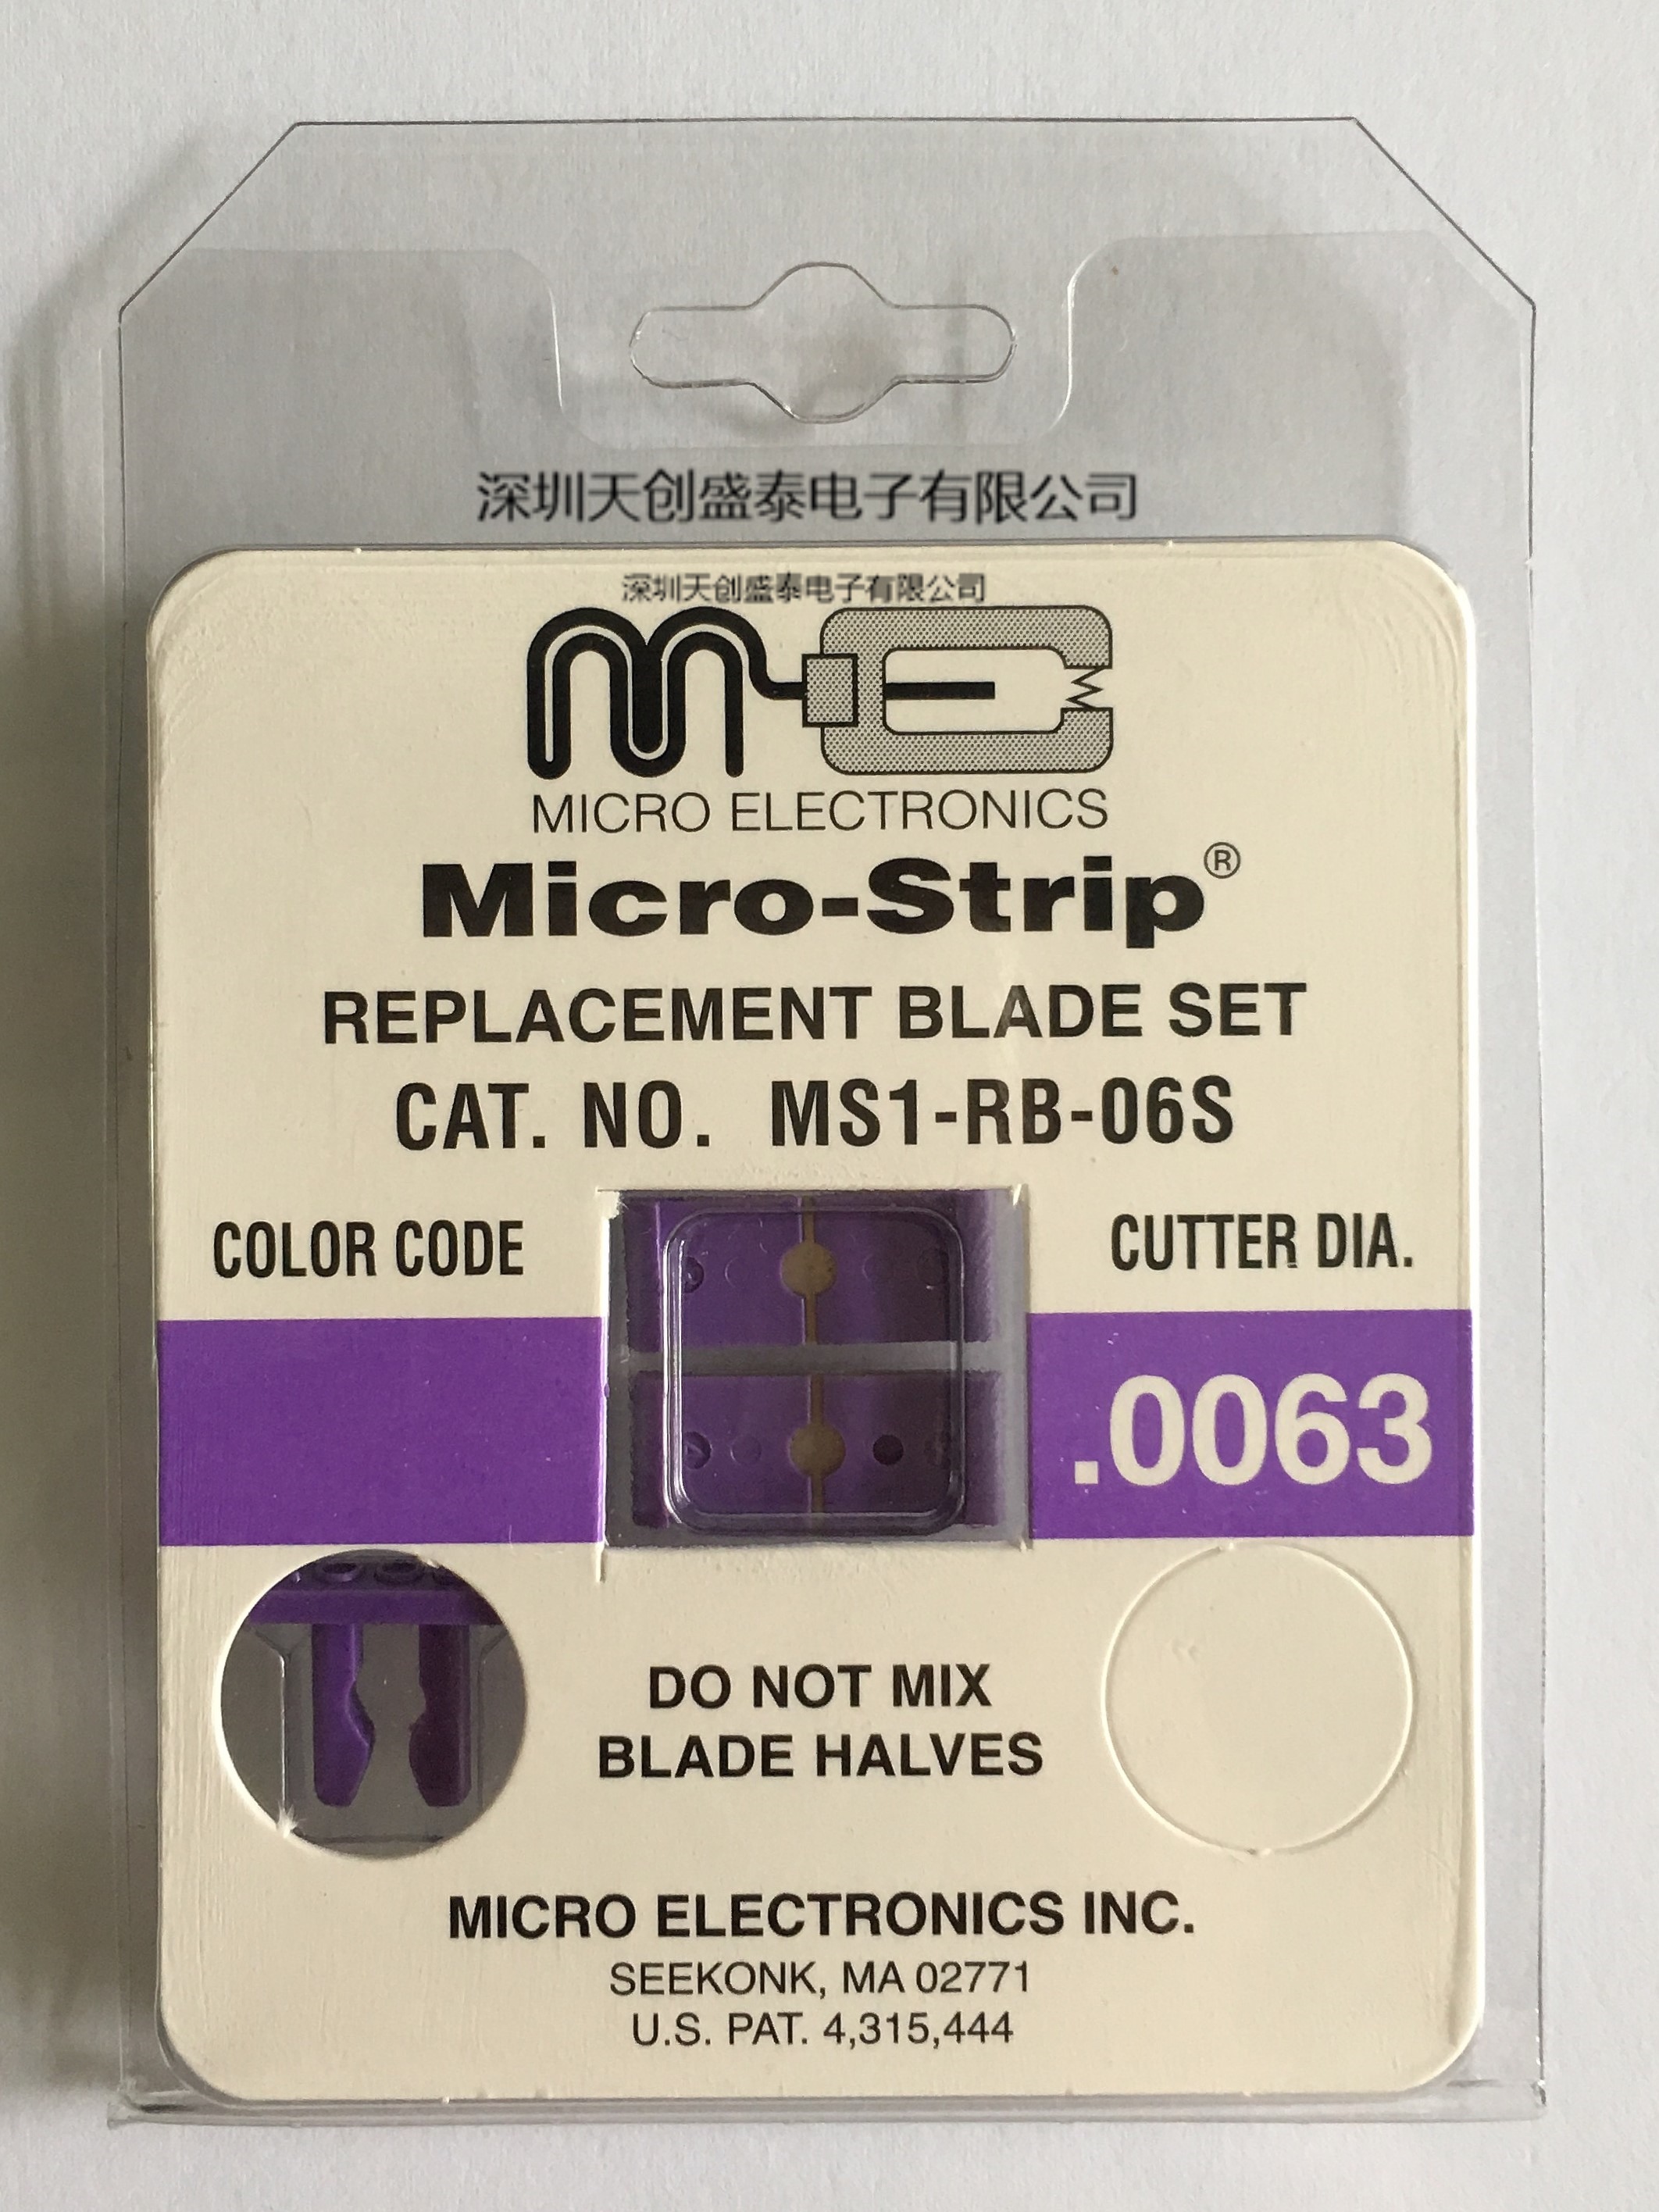 深圳天创盛泰电子有限公司
深圳天创盛泰电子有限公司
MICRO ELECTRONICS
Micro-Strip®
REPLACEMENT BLADE SET
CAT. NO. MS1-RB-06S
COLOR CODE
CUTTER DIA.
.0063
DO NOT MIX
BLADE HALVES
MICRO ELECTRONICS INC.
SEEKONK, MA 02771
U.S. PAT. 4,315,444